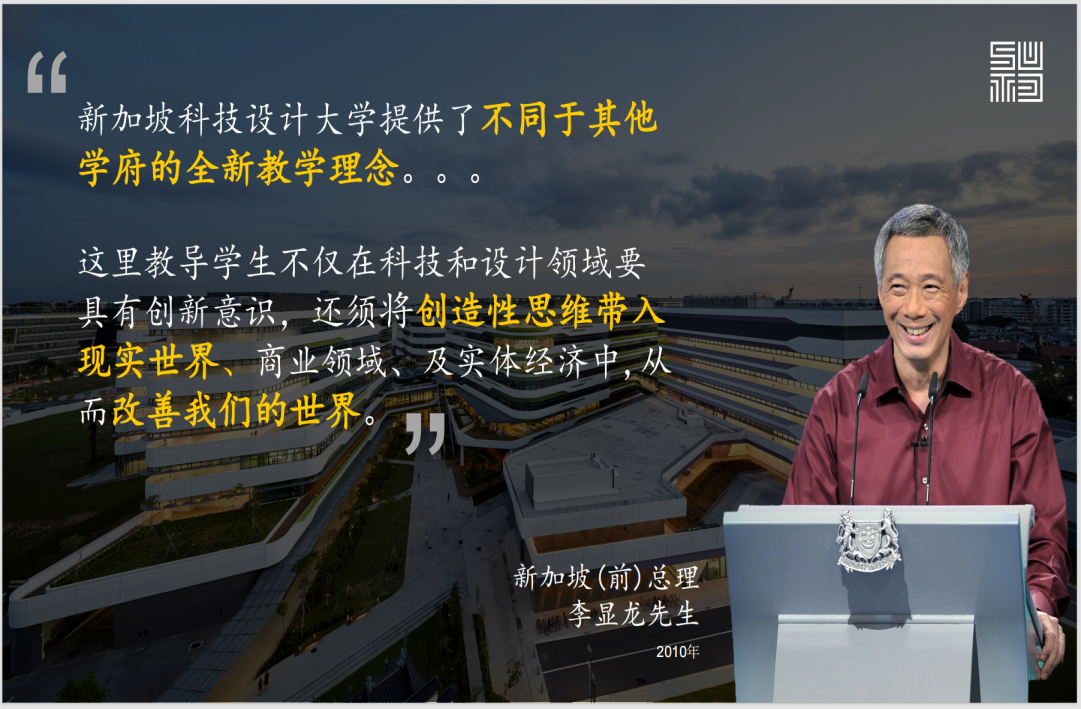 “
新加坡科技设计大学提供了不同于其他
学府的全新教学理念。。。
这里教导学生不仅在科技和设计领域要
具有创新意识，还须将创造性思维带入
现实世界、商业领域、及实体经济中,从
而改善我们的世界。
”
SUTD
新加坡(前)总理
李显龙先生
2010年